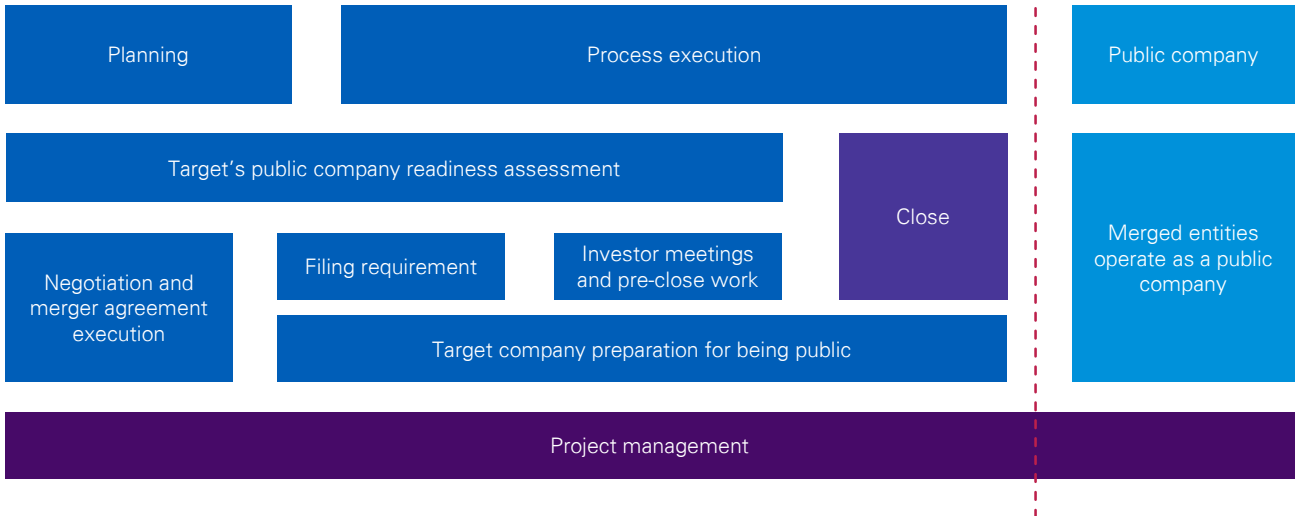 Planning
Process execution
Public company
Target’s public company readiness assessment
Close
Merged entities
operate as a public
company
Negotiation and
merger agreement
execution
Filing requirement
Investor meetings
and pre-close work
Target company preparation for being public
Project management